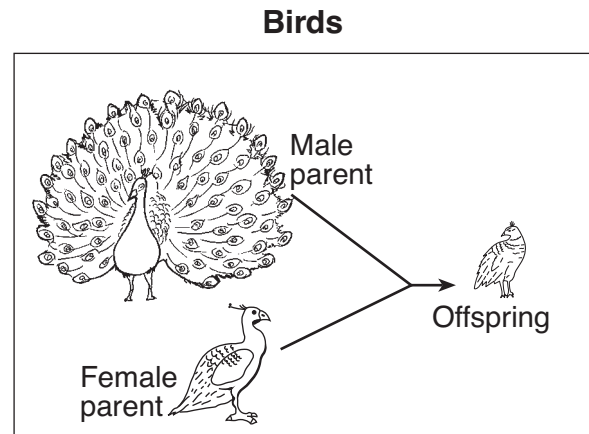 Birds
Male
parent
Offspring
Female
parent